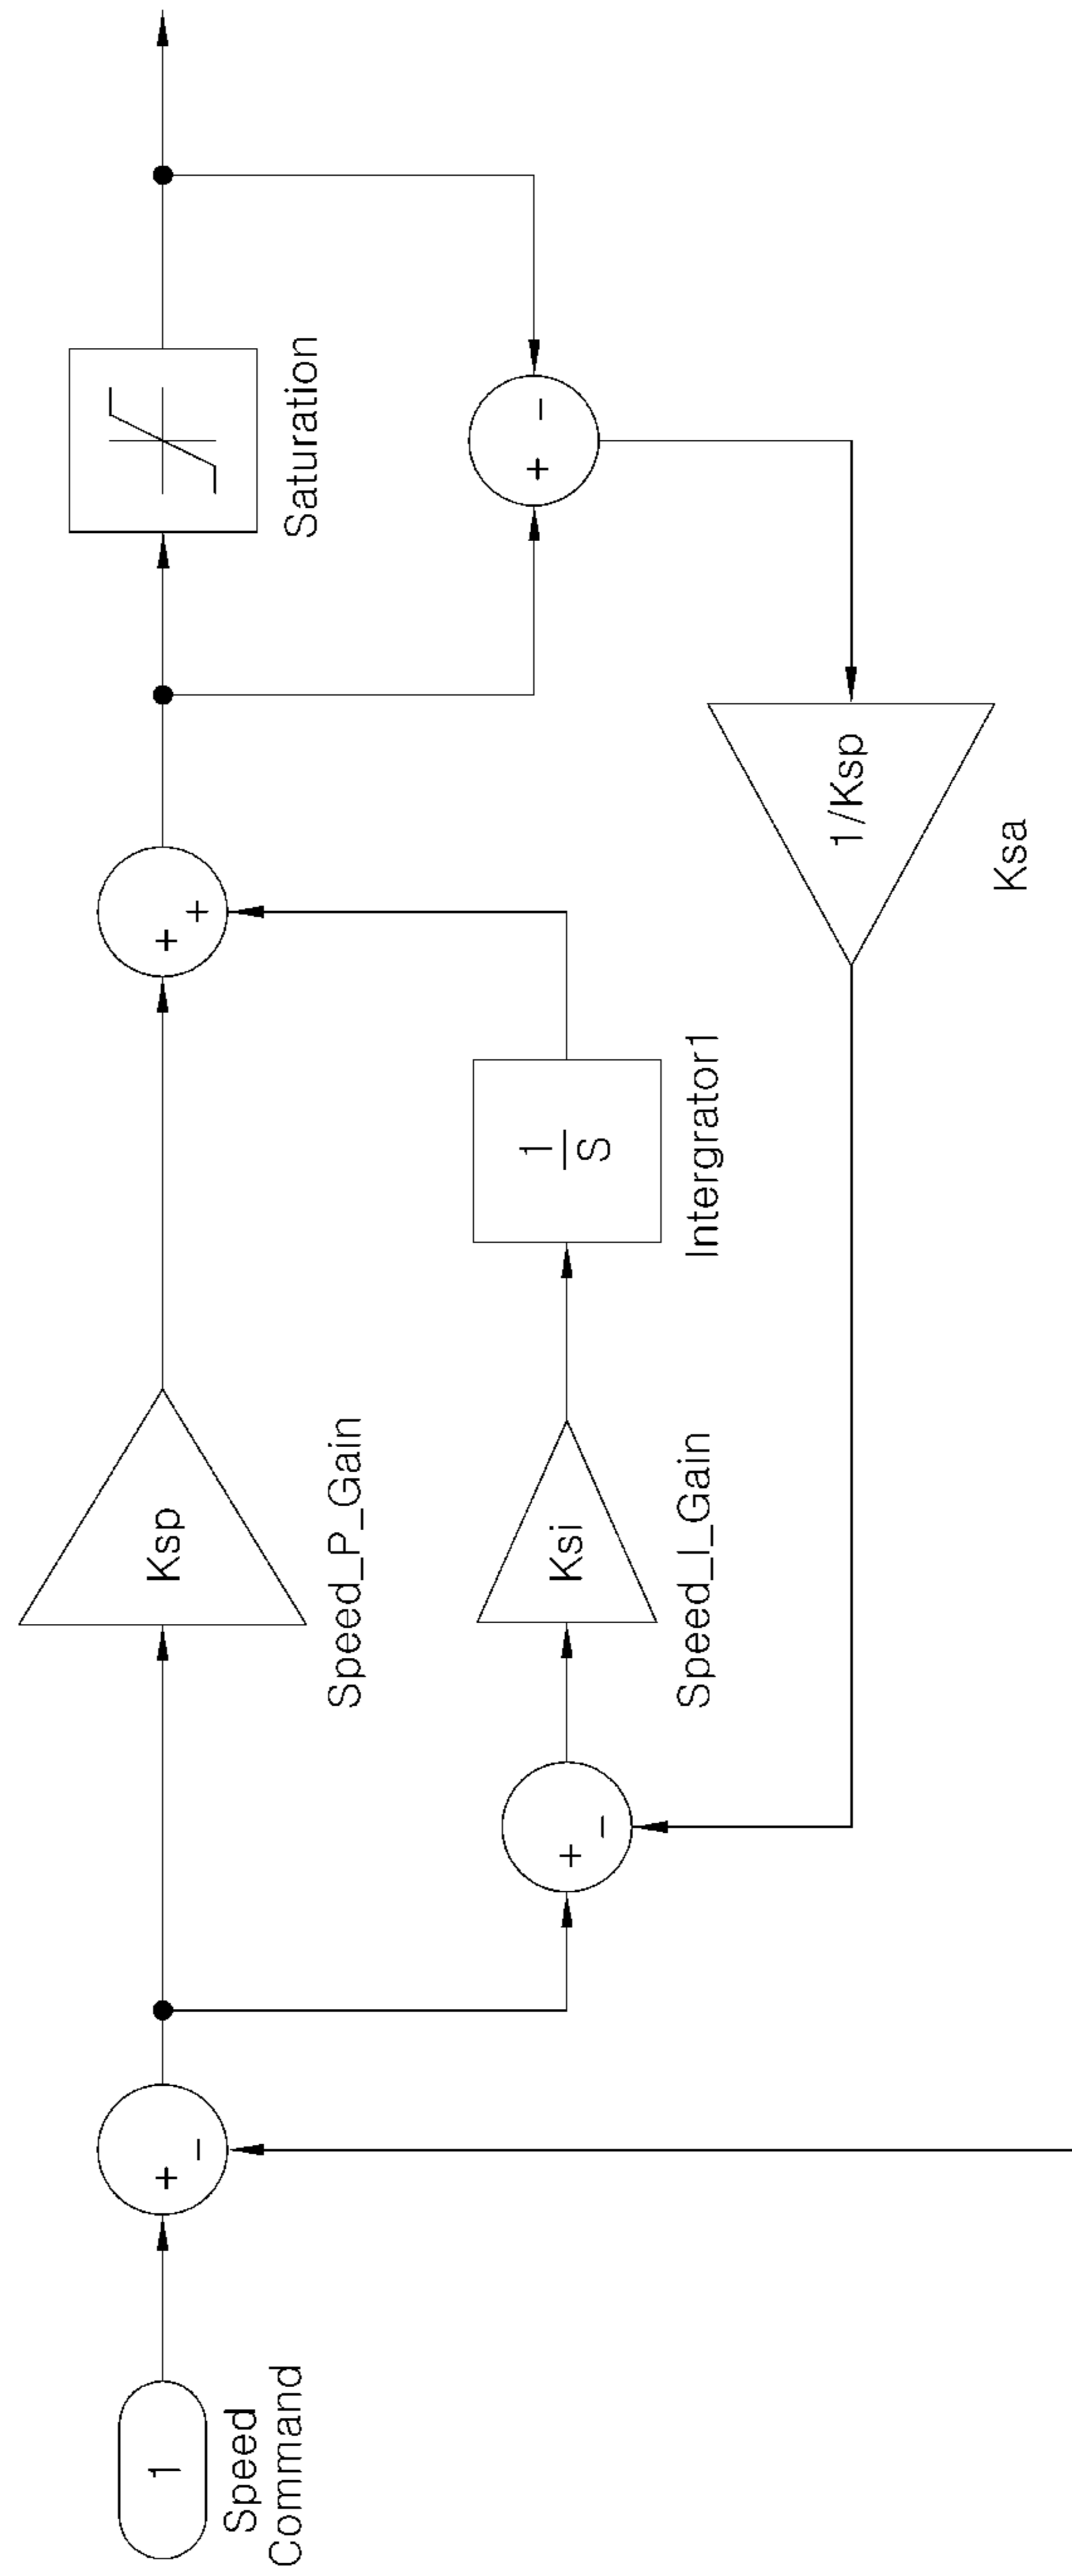 1
Speed
Command
+
-
Ksp
Speed_P_Gain
+
-
Ksi
Speed_I_Gain
1
S
Intergrator1
+
+
Saturation
+
-
1/Ksp
Ksa